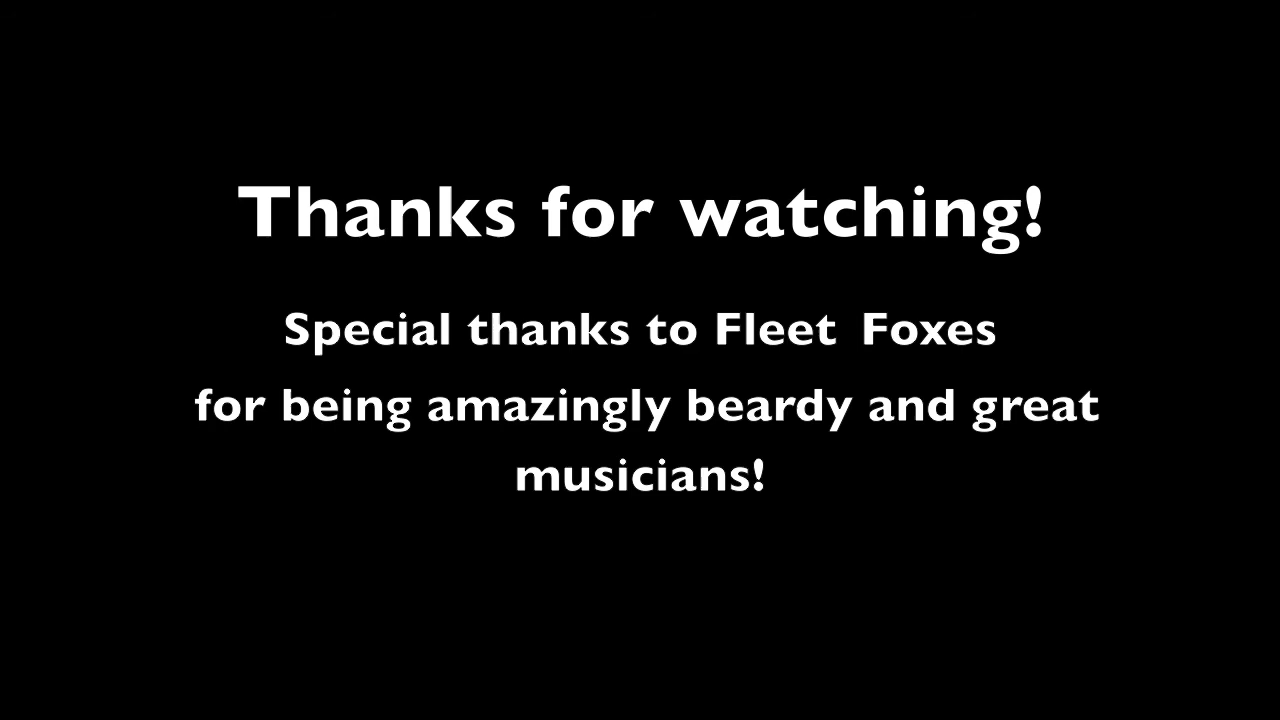 Thanks for watching!
Special thanks to Fleet Foxes
for being amazingly beardy and great
musicians!